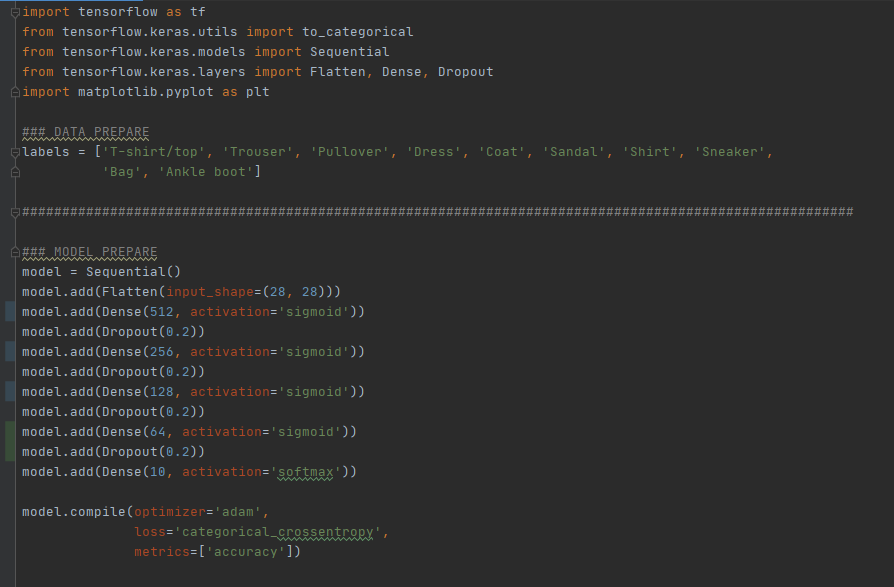 import tensorflow as tf
from tensorflow.keras.utils import to_categorical
from tensorflow.keras.models import Sequential
from tensorflow.keras.layers import Flatten, Dense, Dropout
import matplotlib.pyplot as plt
### DATA PREPARE
labels = ['T-shirt/top', 'Trouser', 'Pullover', 'Dress', 'Coat', 'Sandal', 'Shirt', 'Sneaker',
'Bag', 'Ankle boot']
########################################################################################################
### MODEL PREPARE
model = Sequential()
model.add(Flatten(input_shape=(28, 28)))
model.add(Dense(512, activation='sigmoid'))
model.add(Dropout(0.2))
model.add(Dense(256, activation='sigmoid'))
model.add(Dropout(0.2))
model.add(Dense(128, activation='sigmoid'))
model.add(Dropout(0.2))
model.add(Dense(64, activation='sigmoid'))
model.add(Dropout(0.2))
model.add(Dense(10, activation='softmax'))
model.compile(optimizer='adam',
loss='categorical_crossentropy',
metrics=['accuracy'])